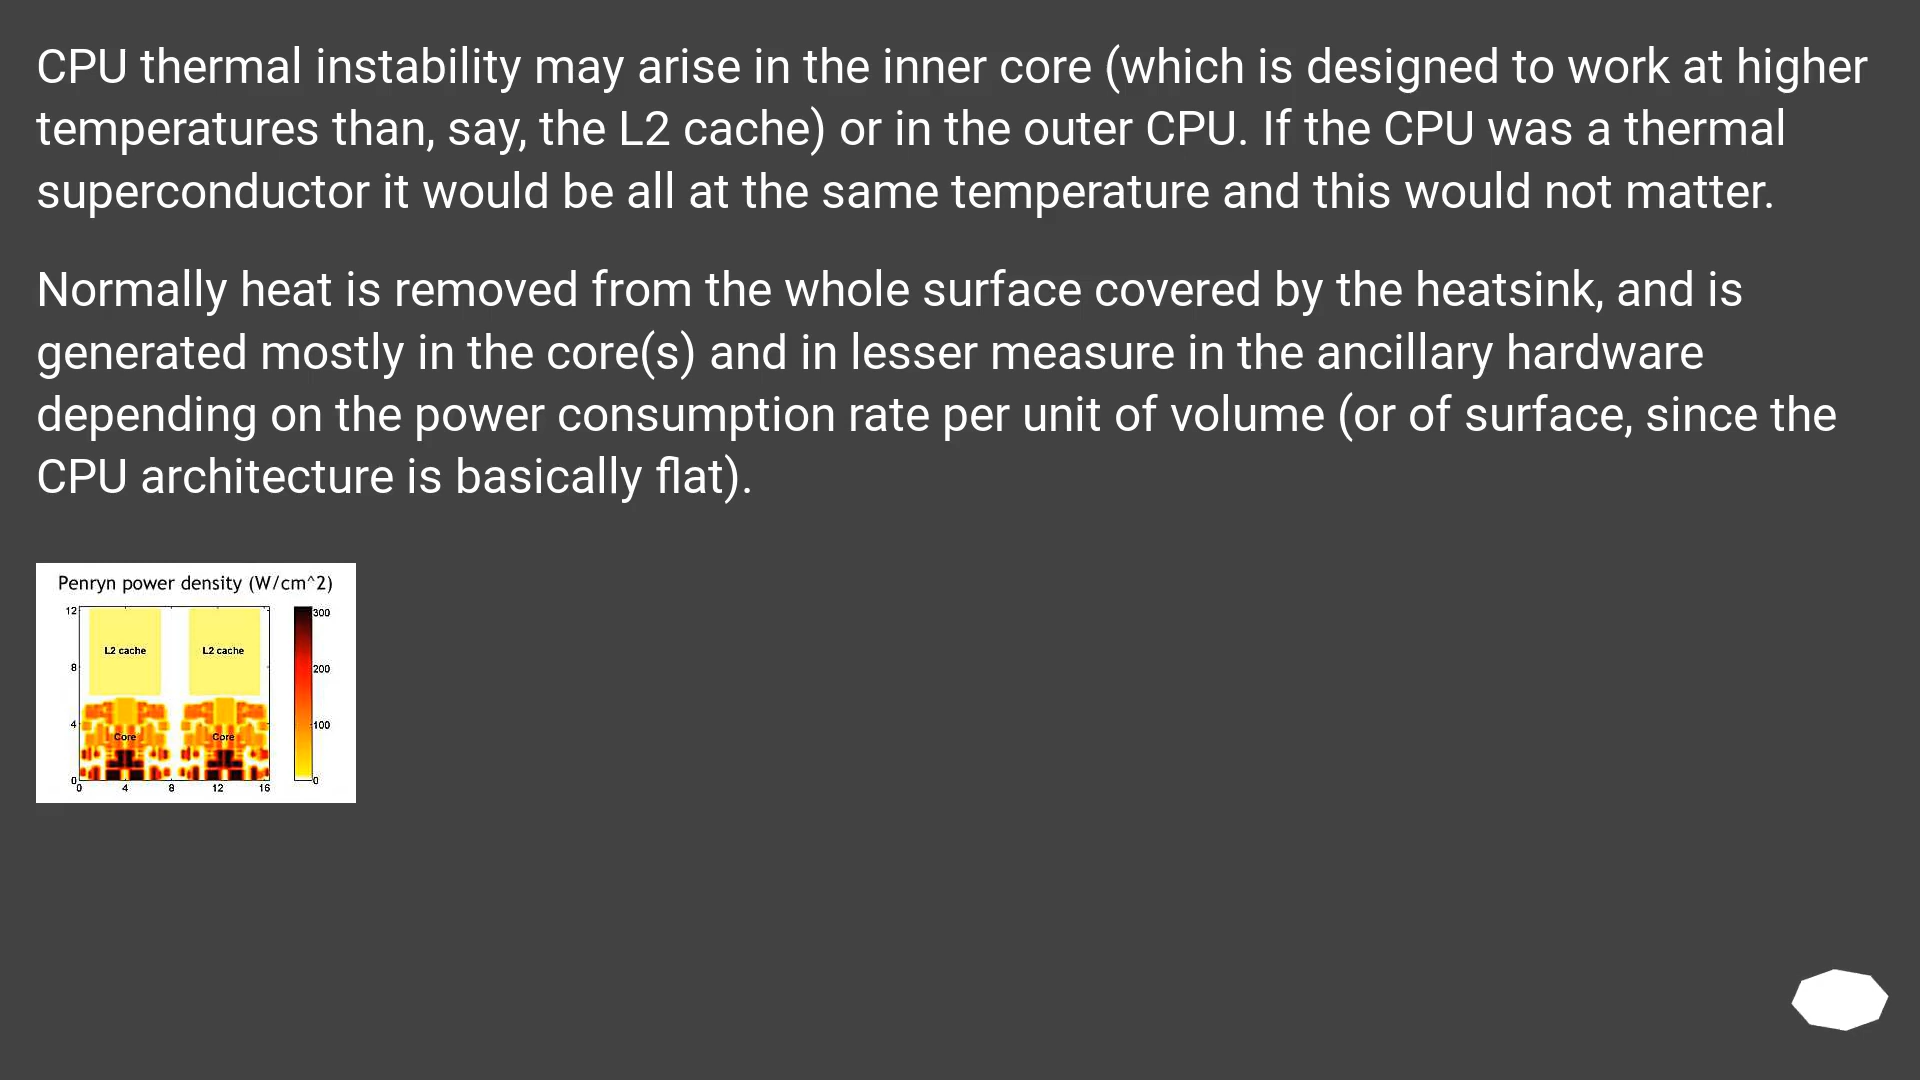 CPU thermal instability may arise in the inner core (which is designed to work at higher
temperatures than, say, the L2 cache) or in the outer CPU. If the CPU was a thermal
superconductor it would be all at the same temperature and this would not matter.
Normally heat is removed from the whole surface covered by the heatsink, and is
generated mostly in the core(s) and in lesser measure in the ancillary hardware
depending on the power consumption rate per unit of volume (or of surface, since the
CPU architecture is basically flat).
Penryn power density (W/cm^2)
12 300
L2 cache L2 cache
8 200
4 100
Core Core
0 0
0 4 8 12 16